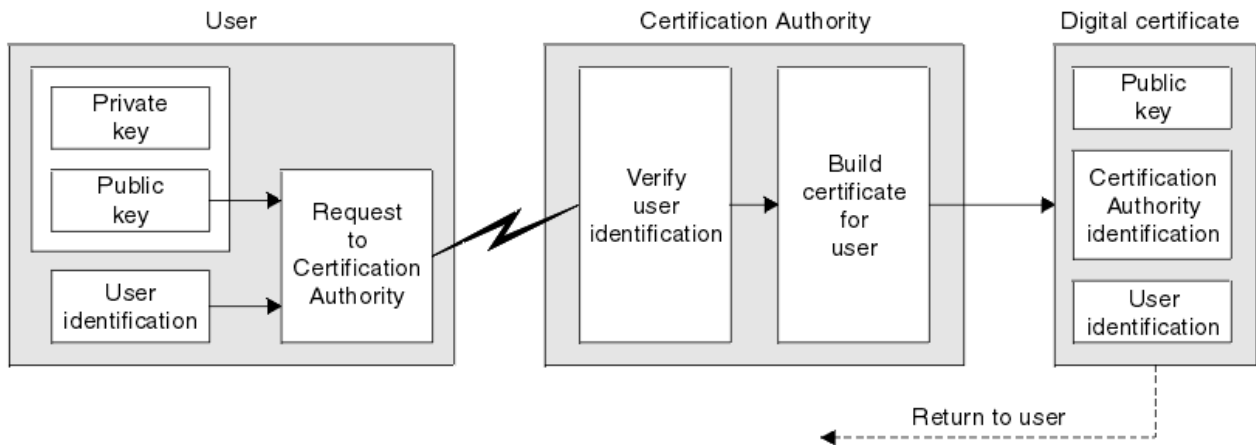 User
Private
key
Public
key
User
identification
Request
to
Certification
Authority
Certification Authority
Verify
user
identification
Build
certificate
for
user
Digital certificate
Public
key
Certification
Authority
identification
User
identification
Return to user